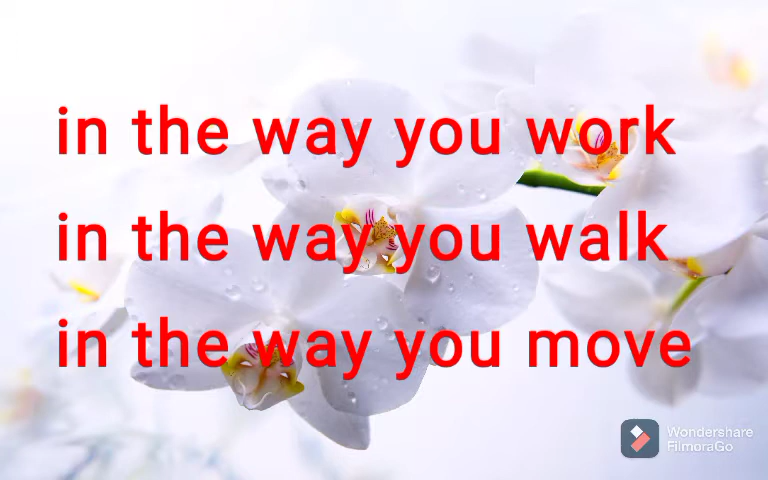 in the way you work
in the way you walk
in the way you move
Wondershare
FilmoraGo